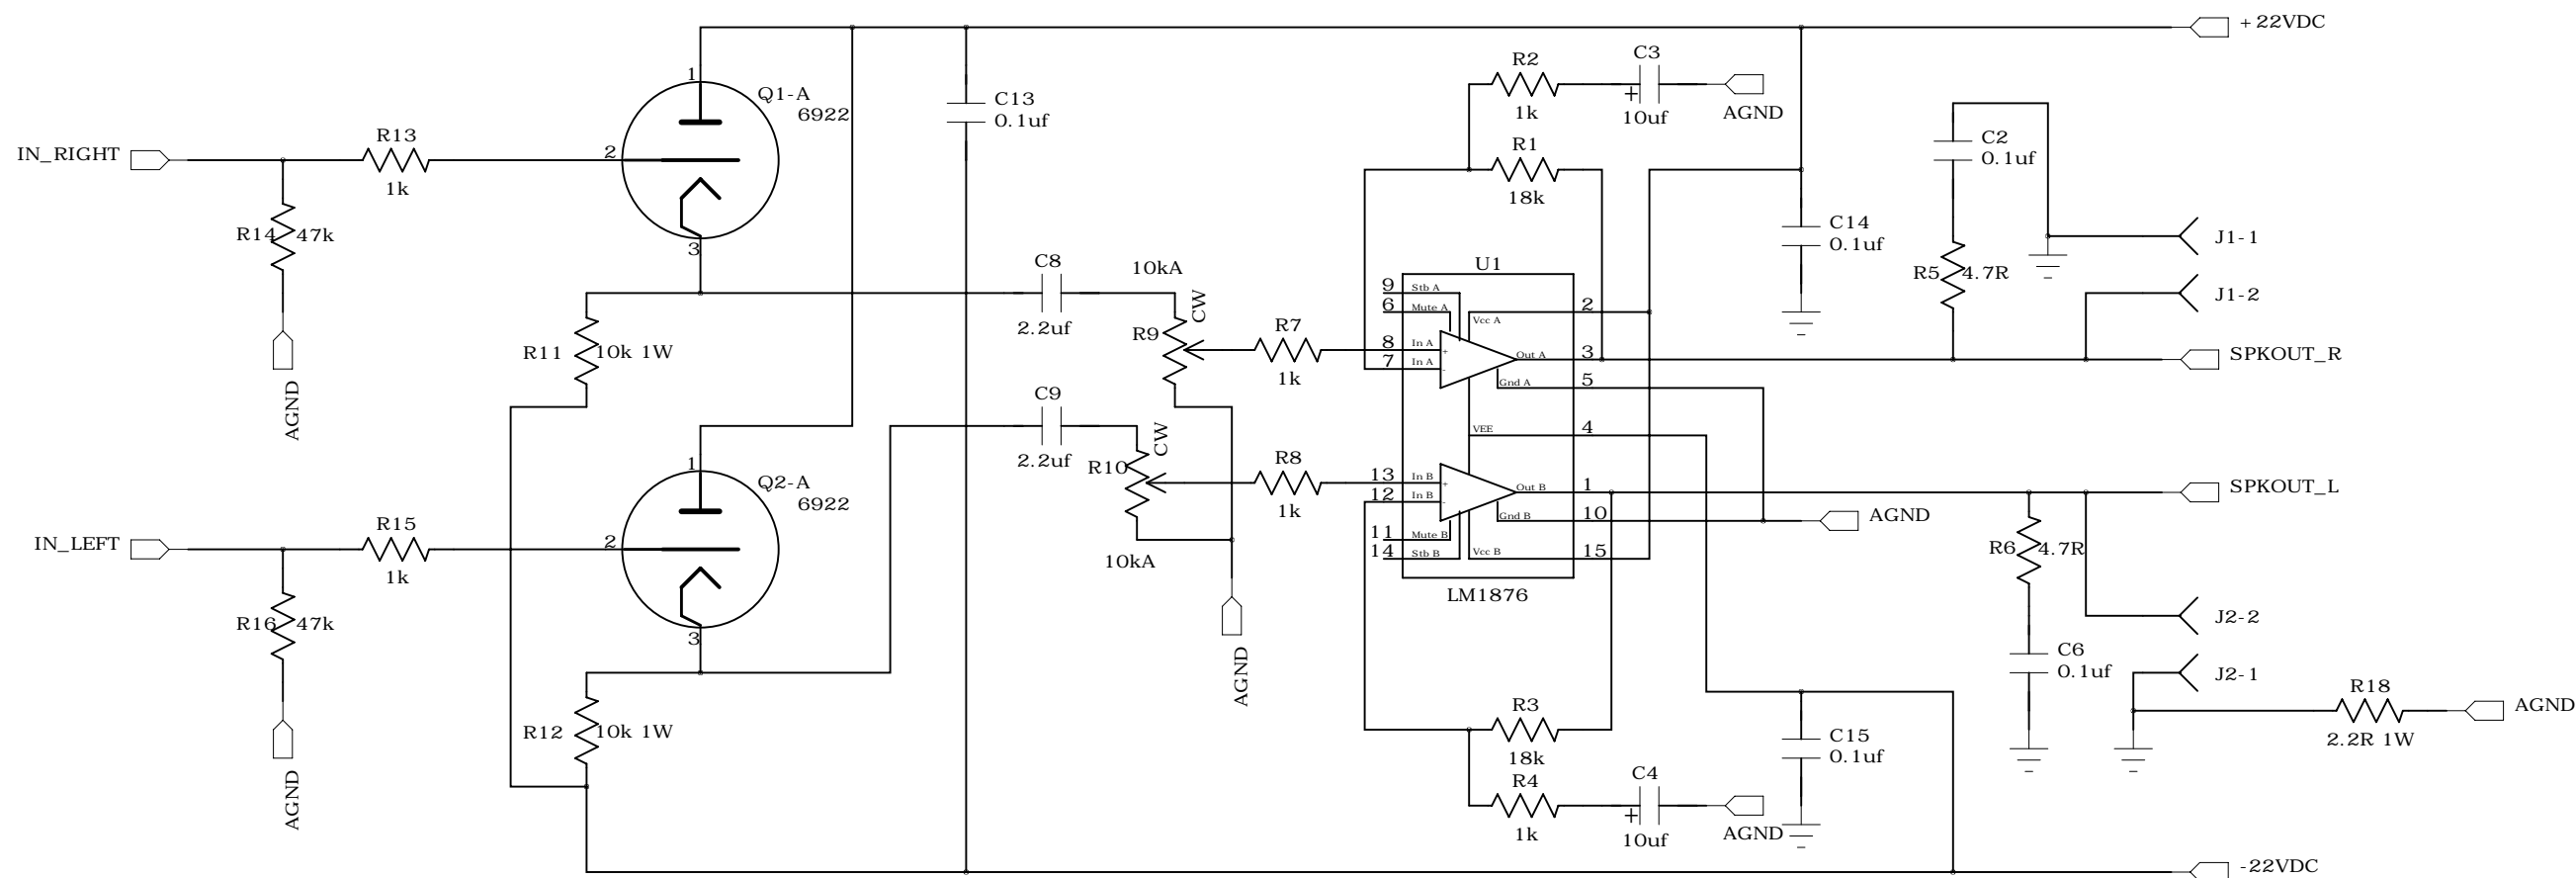 +22VDC
R2
C3
1k
10uf
AGND
1
Q1-A
6922
C13
0.1uf
R13
IN_RIGHT
1k
2
R1
18k
C2
0.1uf
R14
47k
3
C14
0.1uf
J1-1
AGND
C8
2.2uf
10kA
CW
R9
U1
R5
4.7R
J1-2
9
Stb A
6
Mute A
Vcc A
2
R11
10k 1W
R7
1k
8
In A
+
7
In A
-
Out A
3
SPKOUT_R
Gnd A
5
C9
2.2uf
CW
R10
VEE
4
1
Q2-A
6922
R8
1k
13
In B
+
12
In B
-
Out B
1
SPKOUT_L
Gnd B
10
AGND
R15
IN_LEFT
1k
2
10kA
11
Mute B
14
Stb B
Vcc B
15
LM1876
R6
4.7R
R16
47k
3
AGND
J2-2
C6
0.1uf
J2-1
R18
AGND
2.2R 1W
R12
10k 1W
AGND
R3
18k
C15
0.1uf
R4
C4
1k
10uf
AGND
+
+
-22VDC